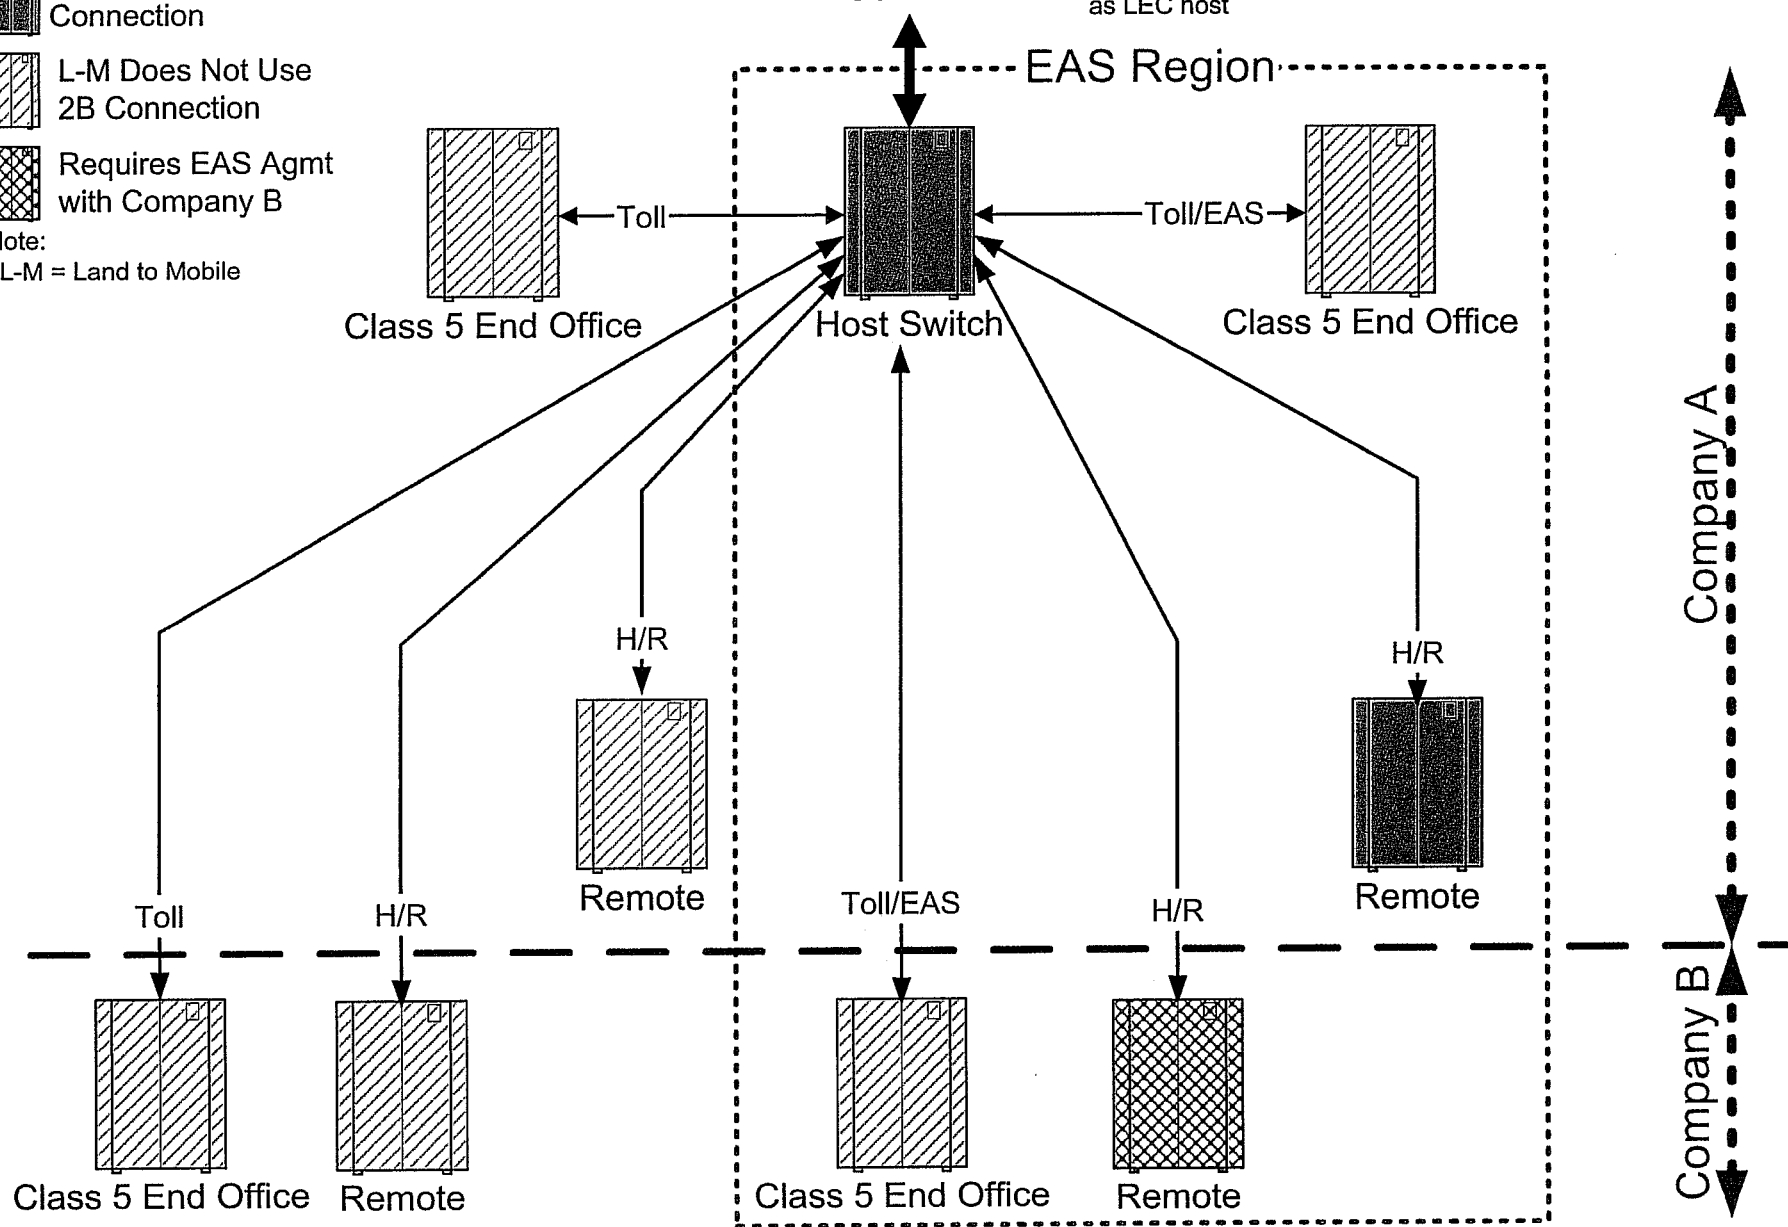 as LEC host
Connection
EAS Region
L-M Does Not Use
2B Connection
Requires EAS Agmt
with Company B
L-M = Land to Mobile
Toll
Toll/EAS
Class 5 End Office
Host Switch
Class 5 End Office
Company A
H/R
H/R
Remote
Remote
Toll
H/R
Toll/EAS
H/R
Company B
Class 5 End Office
Remote
Class 5 End Office
Remote